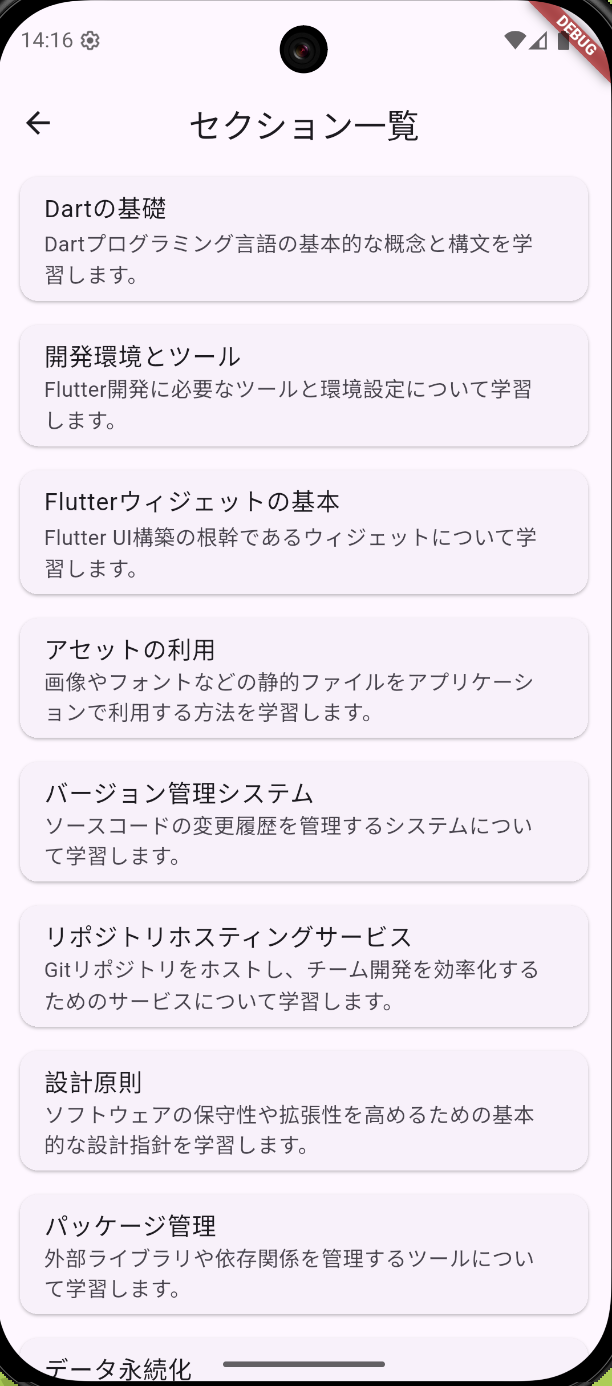 14:16
DEBUG
セクション一覧
Dartの基礎
Dartプログラミング言語の基本的な概念と構文を学
習します。
開発環境とツール
Flutter開発に必要なツールと環境設定について学習
します。
Flutterウィジェットの基本
Flutter UI構築の根幹であるウィジェットについて学
習します。
アセットの利用
画像やフォントなどの静的ファイルをアプリケーシ
ョンで利用する方法を学習します。
バージョン管理システム
ソースコードの変更履歴を管理するシステムについ
て学習します。
リポジトリホスティングサービス
Gitリポジトリをホストし、チーム開発を効率化する
ためのサービスについて学習します。
設計原則
ソフトウェアの保守性や拡張性を高めるための基本
的な設計指針を学習します。
パッケージ管理
外部ライブラリや依存関係を管理するツールについ
て学習します。
データ永続化